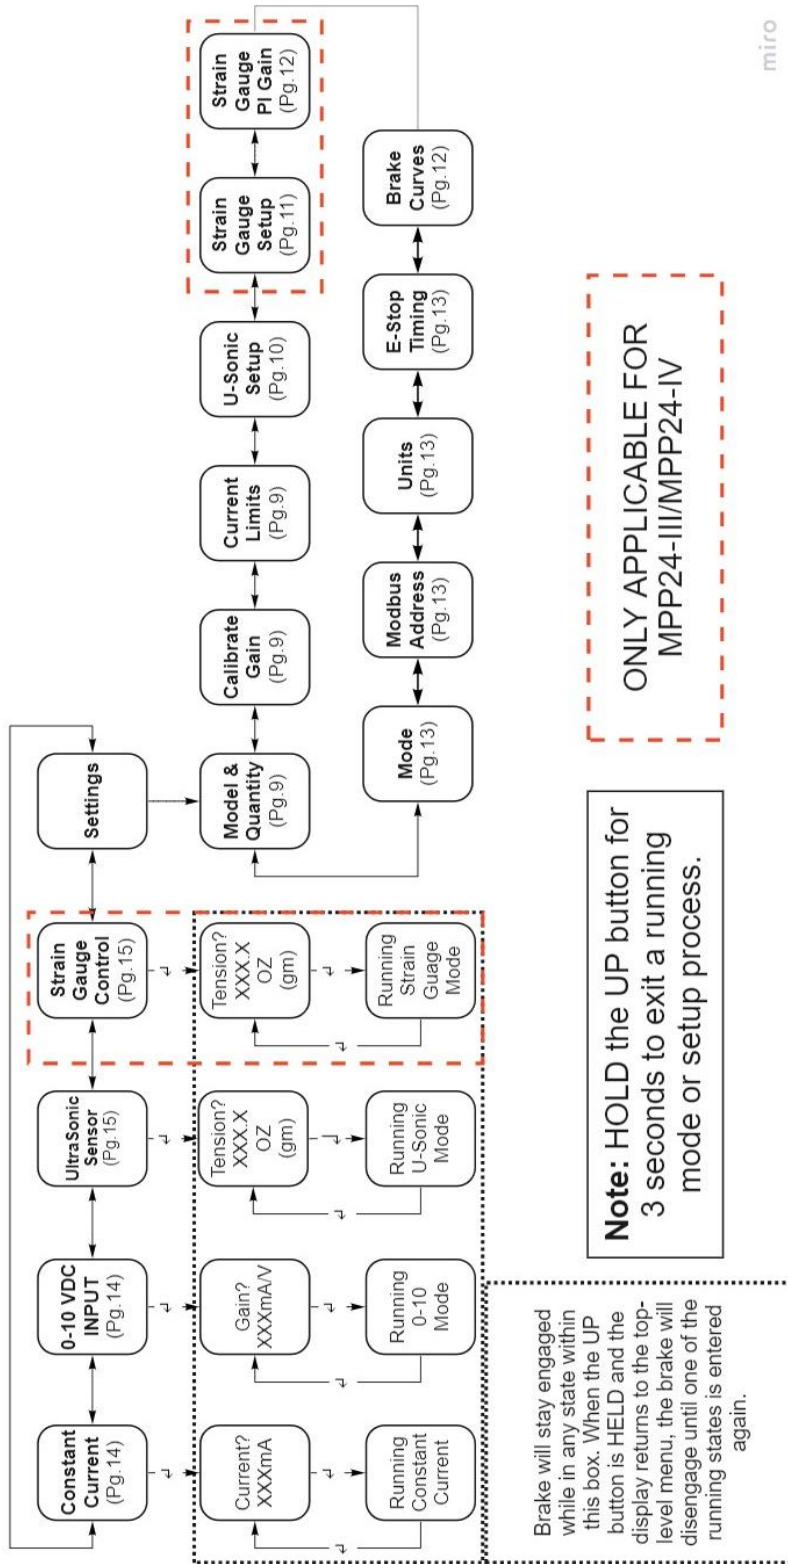 Constant
Current
(Pg.14)
0-10 VDC
INPUT
(Pg.14)
UltraSonic
Sensor
(Pg.15)
Strain
Gauge
Control
(Pg.15)
Settings
Current?
XXXmA
Gain?
XXXmA/V
Tension?
XXX.X
OZ
(gm)
Tension?
XXX.X
OZ
(gm)
Running
Constant
Current
Running
0-10
Mode
Running
U-Sonic
Mode
Running
Strain
Guage
Mode
Model &
Quantity
(Pg.9)
Calibrate
Gain
(Pg.9)
Current
Limits
(Pg.9)
U-Sonic
Setup
(Pg.10)
Strain
Gauge
Setup
(Pg.11)
Strain
Gauge
PI Gain
(Pg.12)
Mode
(Pg.13)
Modbus
Address
(Pg.13)
Units
(Pg.13)
E-Stop
Timing
(Pg.13)
Brake
Curves
(Pg.12)
Brake will stay engaged
while in any state within
this box. When the UP
button is HELD and the
display returns to the top-
level menu, the brake will
disengage until one of the
running states is entered
again.
Note: HOLD the UP button for
3 seconds to exit a running
mode or setup process.
ONLY APPLICABLE FOR
MPP24-III/MPP24-IV
miro